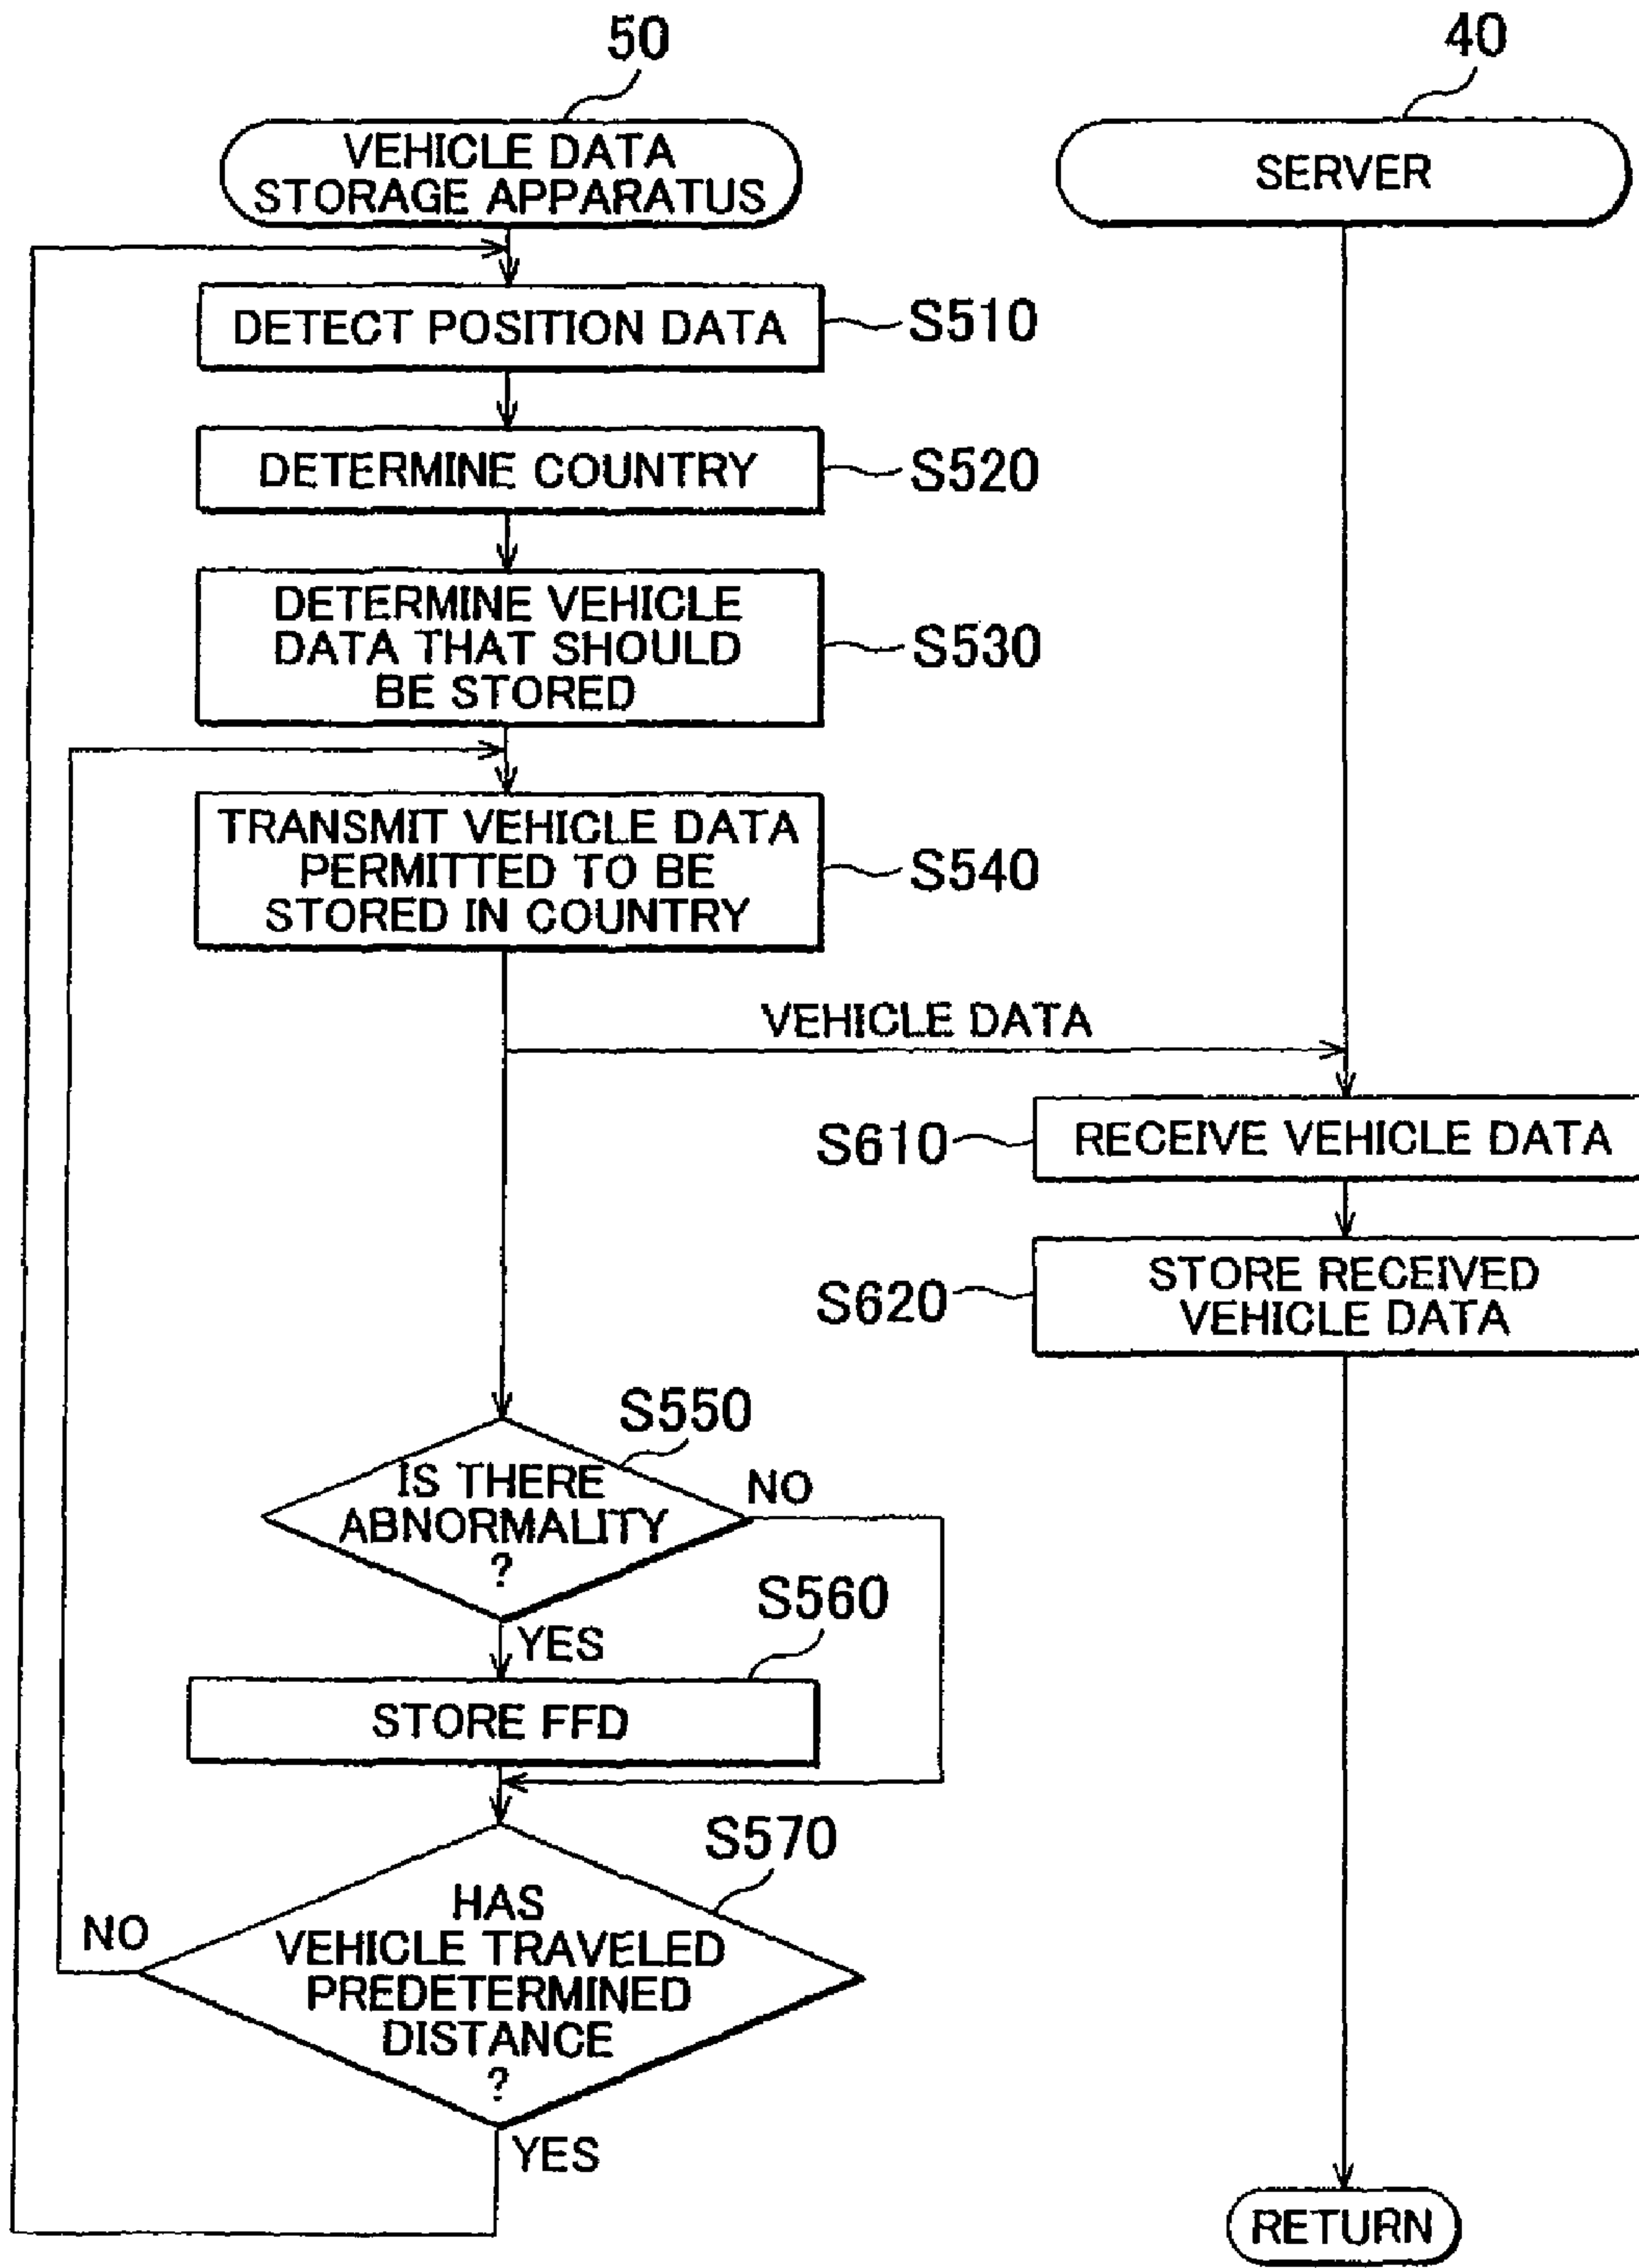 50
VEHICLE DATA
STORAGE APPARATUS
40
SERVER
DETECT POSITION DATA
S510
DETERMINE COUNTRY
S520
DETERMINE VEHICLE
DATA THAT SHOULD
BE STORED
S530
TRANSMIT VEHICLE DATA
PERMITTED TO BE
STORED IN COUNTRY
S540
VEHICLE DATA
S610
RECEIVE VEHICLE DATA
S620
STORE RECEIVED
VEHICLE DATA
S550
IS THERE
ABNORMALITY
?
NO
YES
S560
STORE FFD
S570
HAS
VEHICLE TRAVELED
PREDETERMINED
DISTANCE
?
NO
YES
RETURN